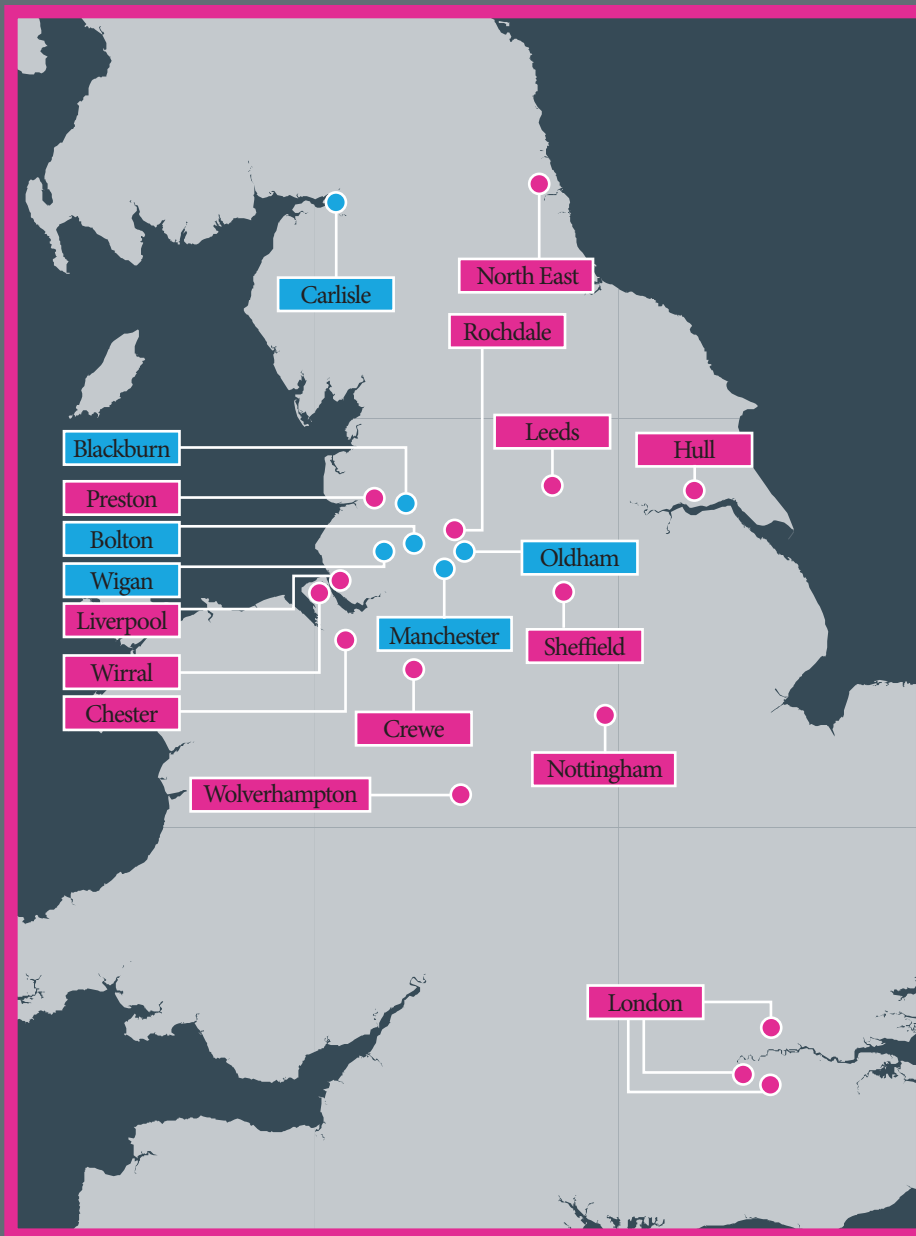 North East
Carlisle
Rochdale
Leeds
Hull
Blackburn
Preston
Bolton
Wigan
Oldham
Liverpool
Manchester
Sheffield
Wirral
Chester
Crewe
Nottingham
Wolverhampton
London